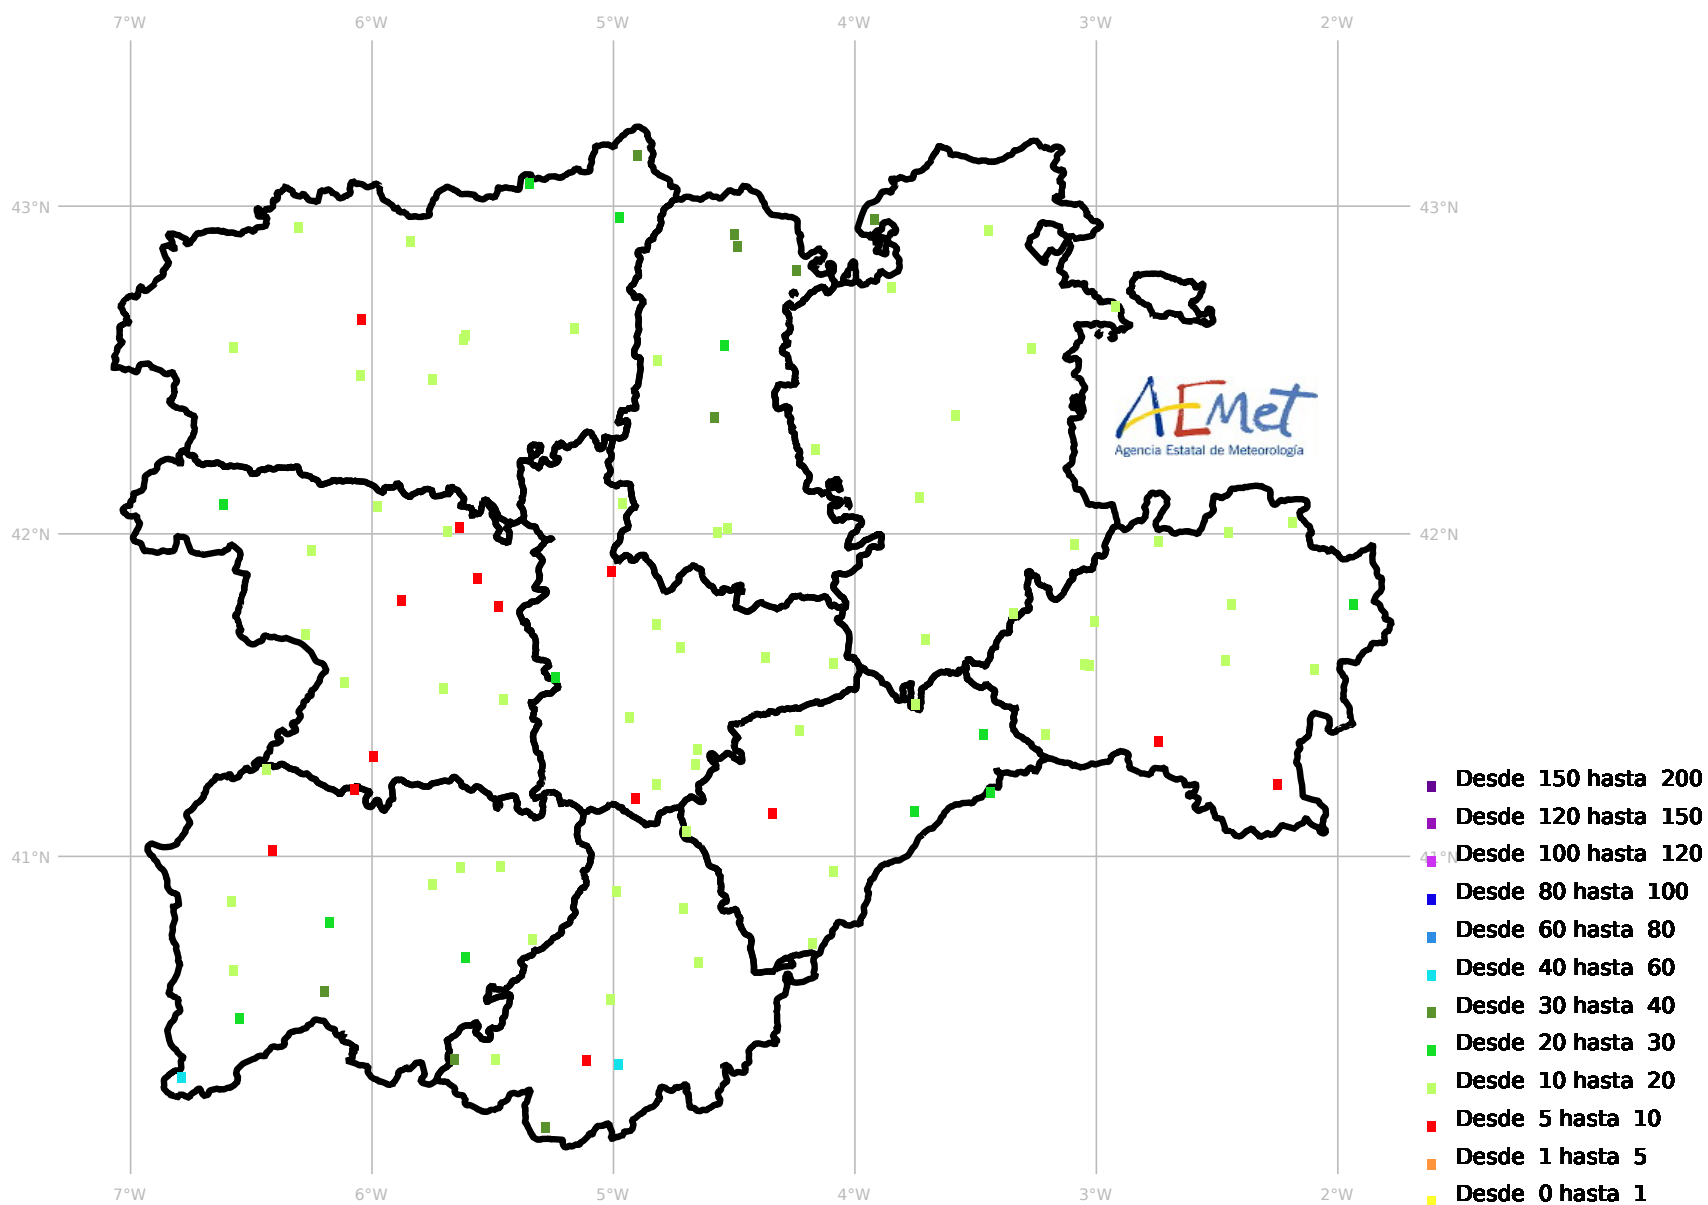 7°W 6°W 5°W 4°W 3°W 2°W
43°N 43°N
AEMet
Agencia Estatal de Meteorología
42°N 42°N
Desde 150 hasta 200
Desde 120 hasta 150
41°N 41°N
Desde 100 hasta 120
Desde 80 hasta 100
Desde 60 hasta 80
Desde 40 hasta 60
Desde 30 hasta 40
Desde 20 hasta 30
Desde 10 hasta 20
Desde 5 hasta 10
Desde 1 hasta 5
Desde 0 hasta 1
7°W 6°W 5°W 4°W 3°W 2°W